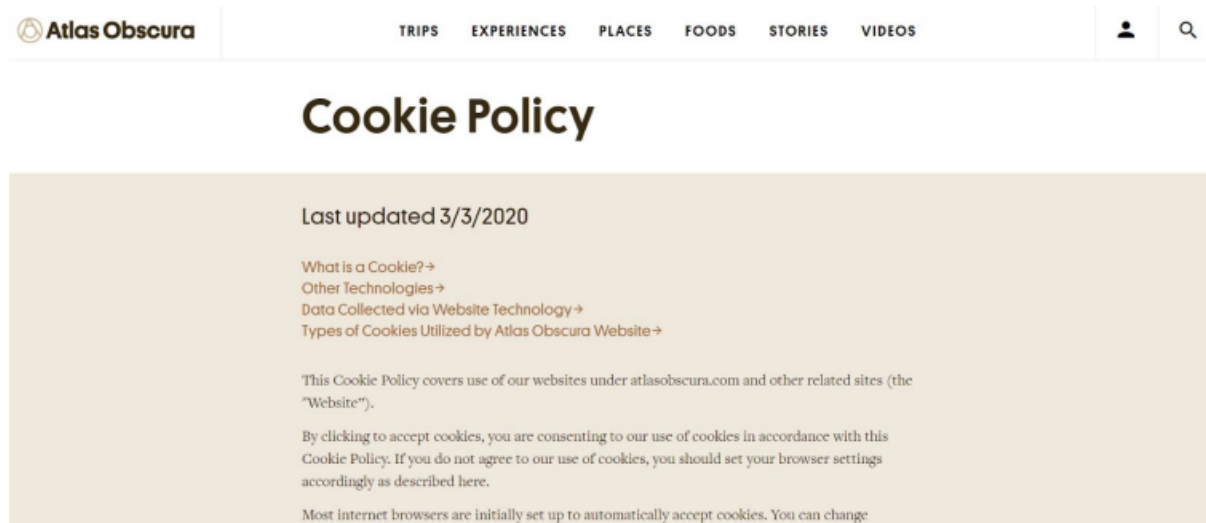 Atlas Obscura
TRIPS EXPERIENCES PLACES FOODS STORIES VIDEOS
Cookie Policy
Last updated 3/3/2020
What is a Cookie?→
Other Technologies→
Data Collected via Website Technology→
Types of Cookies Utilized by Atlas Obscura Website→
This Cookie Policy covers use of our websites under atlasobscura.com and other related sites (the
"Website").
By clicking to accept cookies, you are consenting to our use of cookies in accordance with this
Cookie Policy. If you do not agree to our use of cookies, you should set your browser settings
accordingly as described here.
Most internet browsers are initially set up to automatically accept cookies. You can change